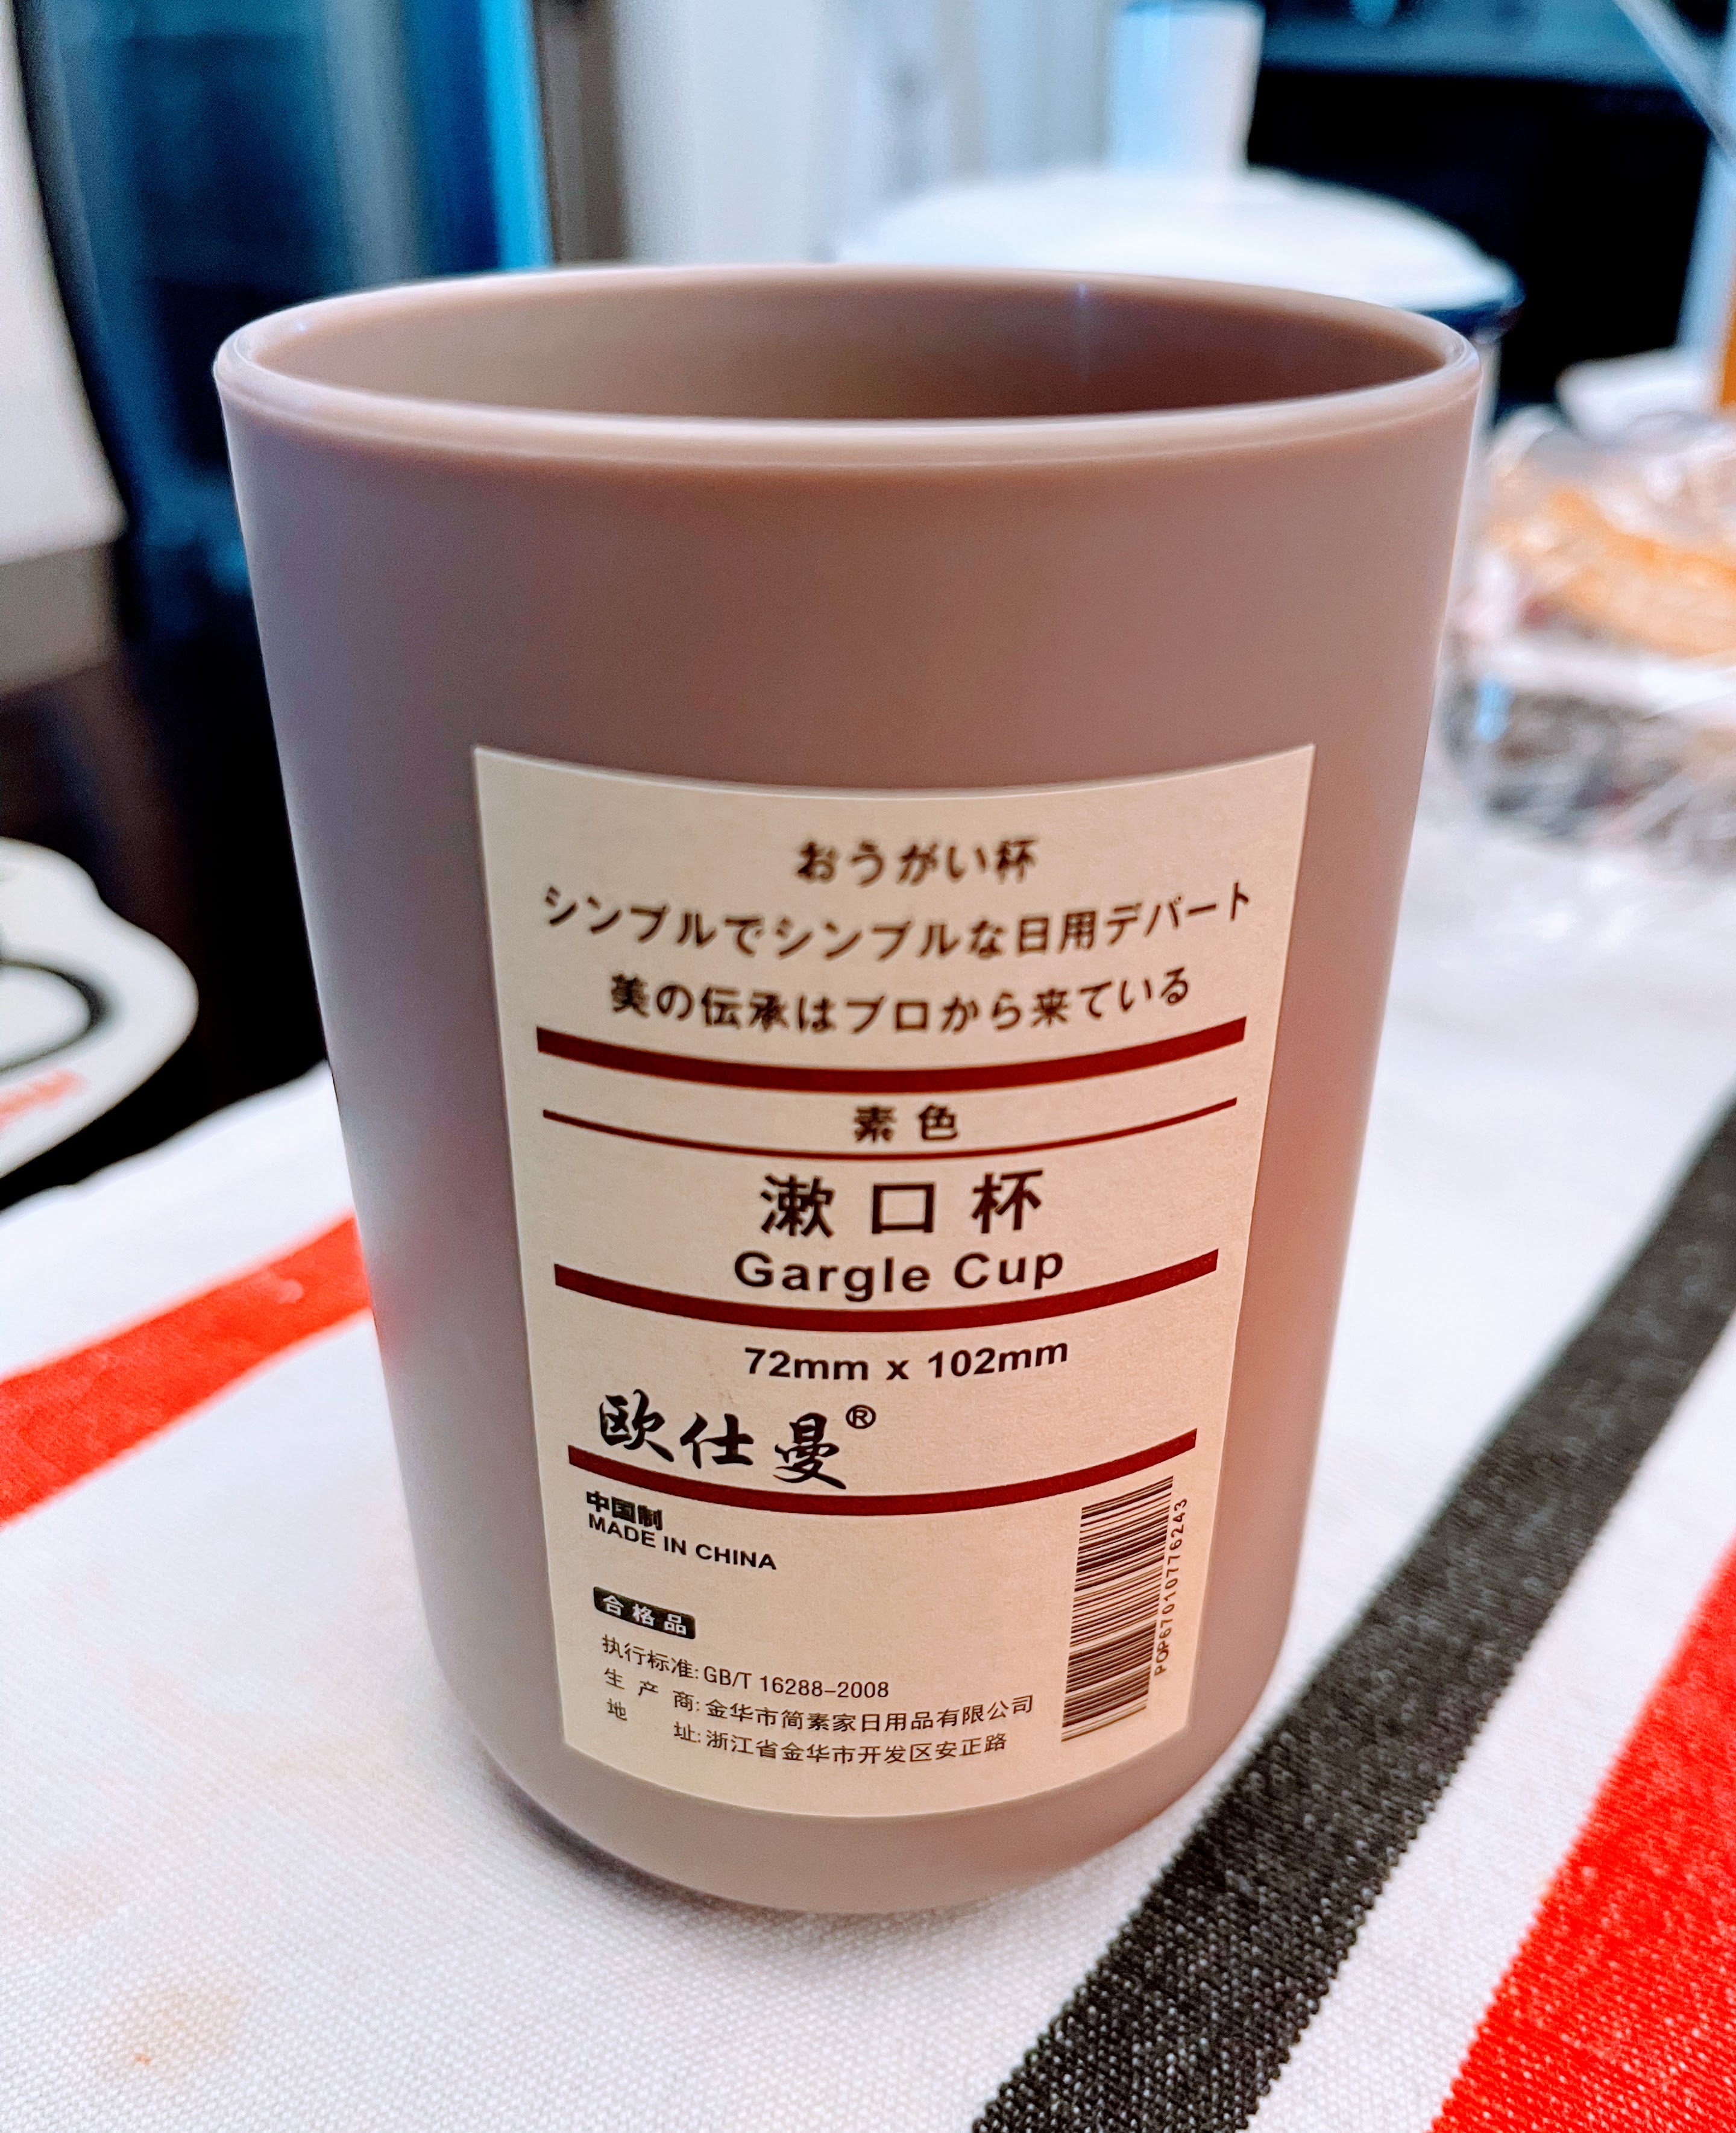 おうがい杯
シンプルでシンプルな日用デパート
美の伝承はプロから来ている
素色
漱口杯
Gargle Cup
72mm x 102mm
欧仕曼®
中国制
MADE IN CHINA
合格品
执行标准: GB/T 16288-2008
生产商: 金华市简素家日用品有限公司
地址: 浙江省金华市开发区安正路
POP67010776243